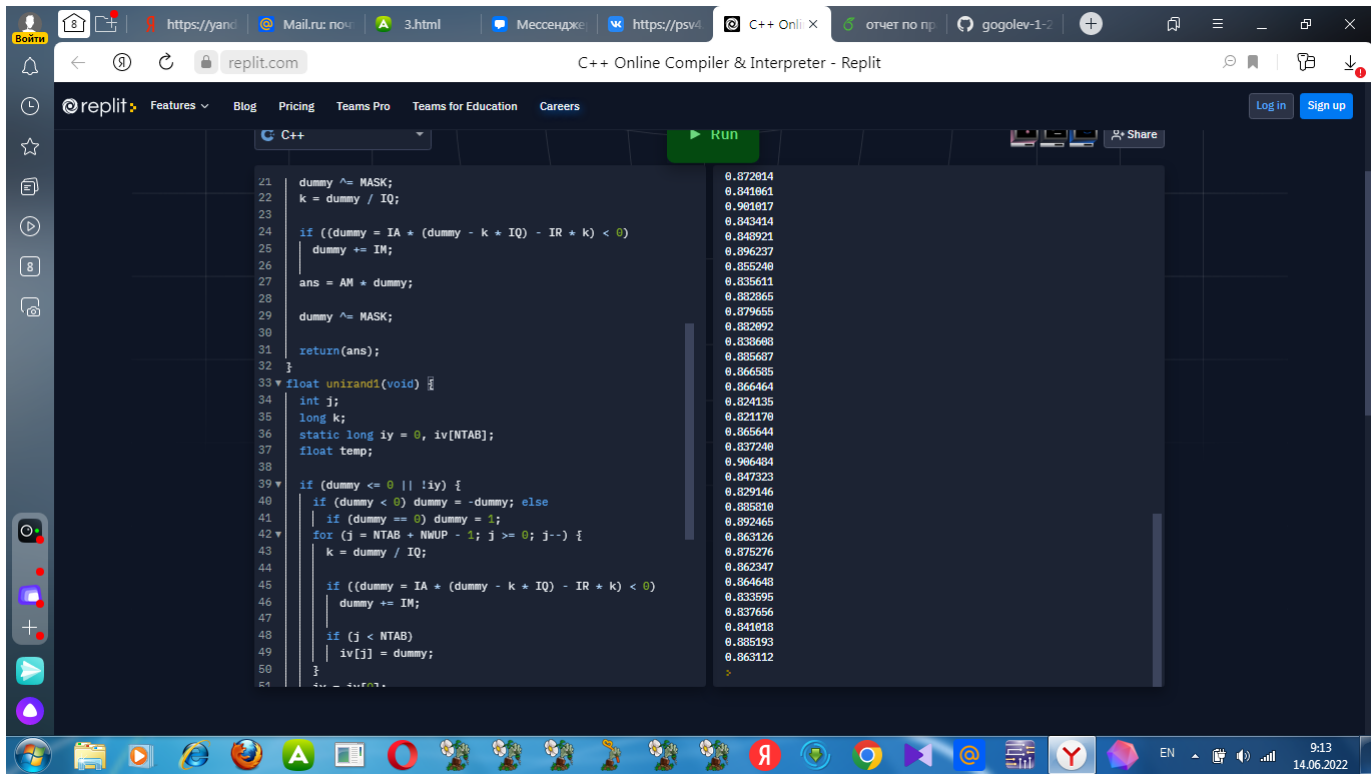 Войти
8
https://yand
Mail.ru: поч
3.html
Мессендже
https://psv4.
C++ Onli
отчет по пр
gogolev-1-2
replit.com
C++ Online Compiler & Interpreter - Replit
replit
Features
Blog
Pricing
Teams Pro
Teams for Education
Careers
Log in
Sign up
C++
Run
Share
21 dummy ^= MASK;
22 k = dummy / IQ;
23
24 if ((dummy = IA * (dummy - k * IQ) - IR * k) < 0)
25 dummy += IM;
26
27 ans = AM * dummy;
28
29 dummy ^= MASK;
30
31 return(ans);
32 }
33 float unirand1(void) {
34 int j;
35 long k;
36 static long iy = 0, iv[NTAB];
37 float temp;
38
39 if (dummy <= 0 || !iy) {
40 if (dummy < 0) dummy = -dummy; else
41 if (dummy == 0) dummy = 1;
42 for (j = NTAB + NWUP - 1; j >= 0; j--) {
43 k = dummy / IQ;
44
45 if ((dummy = IA * (dummy - k * IQ) - IR * k) < 0)
46 dummy += IM;
47
48 if (j < NTAB)
49 iv[j] = dummy;
50 }
51 iy = iv[0];
0.872014
0.841061
0.901017
0.843414
0.848921
0.896237
0.855240
0.835611
0.882865
0.879655
0.882092
0.838608
0.885687
0.866585
0.866464
0.824135
0.821170
0.865644
0.837240
0.906484
0.847323
0.829146
0.885810
0.892465
0.863126
0.875276
0.862347
0.864648
0.833595
0.837656
0.841018
0.885193
0.863112
>
8
EN
9:13
14.06.2022